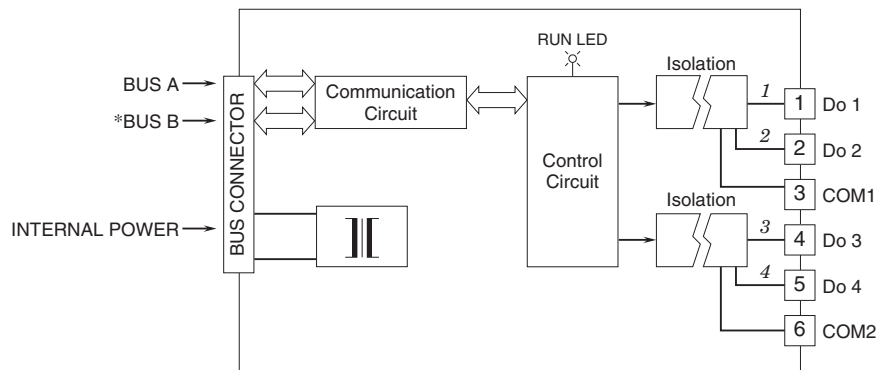 RUN LED
Isolation
BUS A
*BUS B
INTERNAL POWER
BUS CONNECTOR
Communication
Circuit
Control
Circuit
1
1 Do 1
2
2 Do 2
3 COM1
Isolation
3
4 Do 3
4
5 Do 4
6 COM2